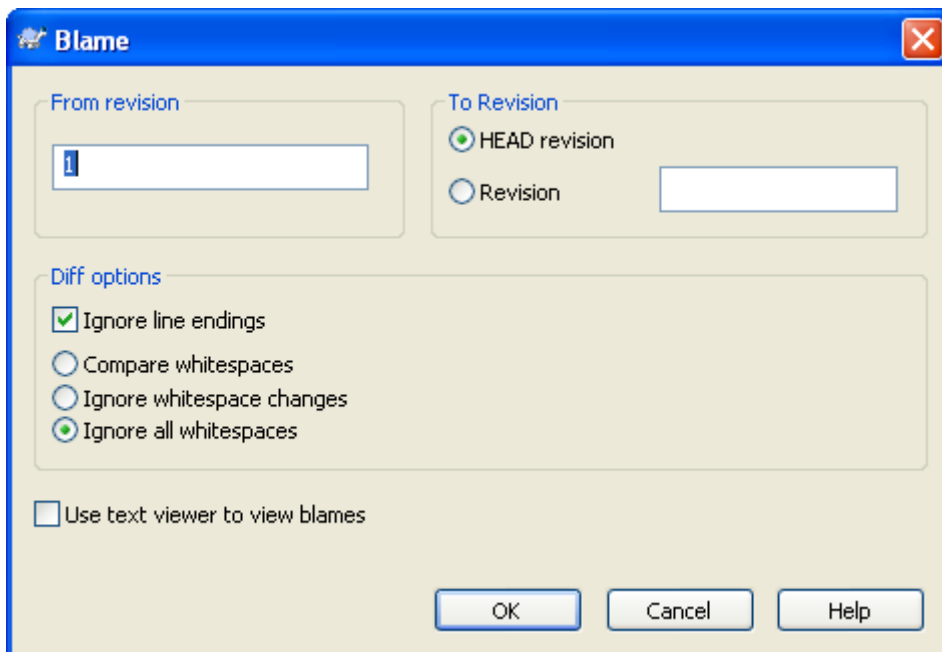 Blame
From revision
1
To Revision
HEAD revision
Revision
Diff options
Ignore line endings
Compare whitespaces
Ignore whitespace changes
Ignore all whitespaces
Use text viewer to view blames
OK Cancel Help